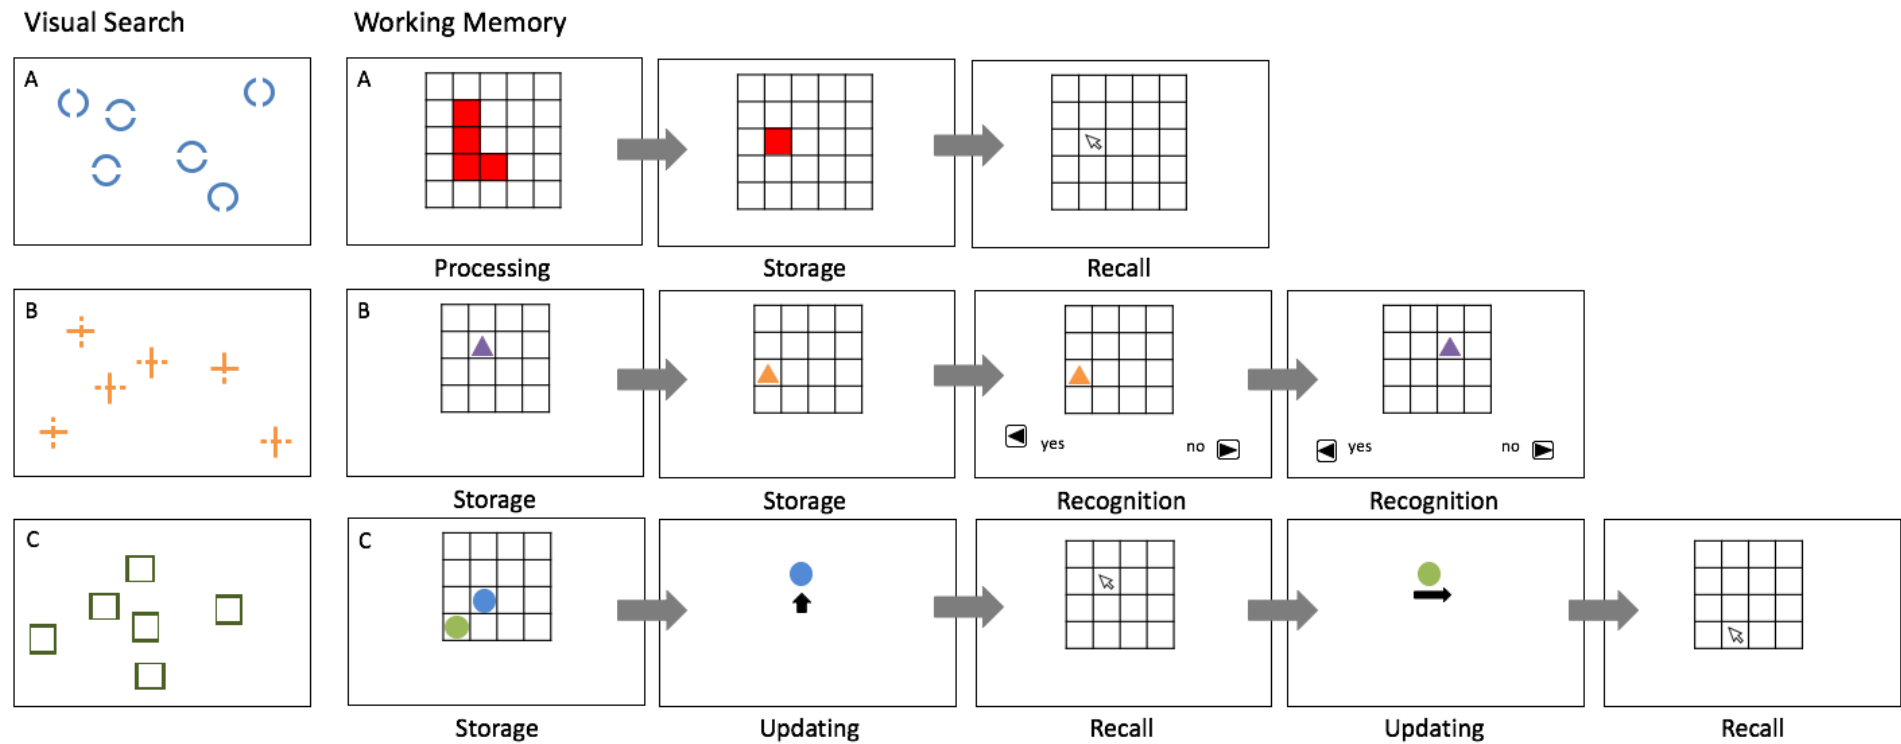 Visual Search
Working Memory
A
A
Processing
Storage
Recall
B
B
yes
no
yes
no
Storage
Storage
Recognition
Recognition
C
C
Storage
Updating
Recall
Updating
Recall